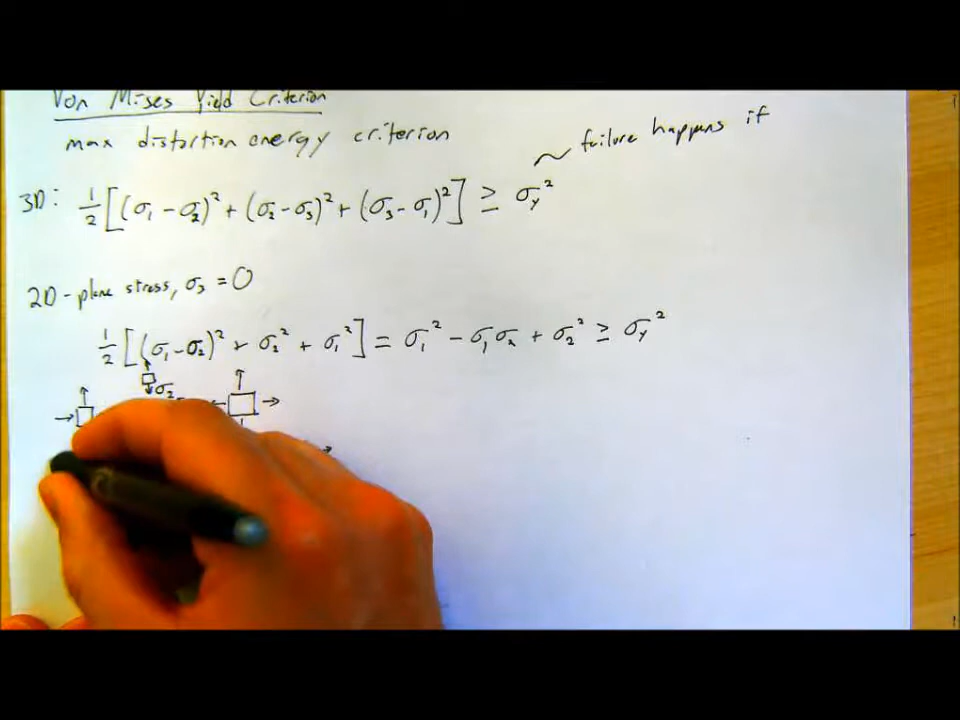 Von Mises Yield Criterion
max distortion energy criterion
failure happens if
3D: 1/2 [(σ₁ - σ₂)² + (σ₂ - σ₃)² + (σ₃ - σ₁)²] ≥ σ_Y²
2D - plane stress, σ₃ = 0
1/2 [(σ₁ - σ₂)² + σ₂² + σ₁²] = σ₁² - σ₁σ₂ + σ₂² ≥ σ_Y²
σ₂